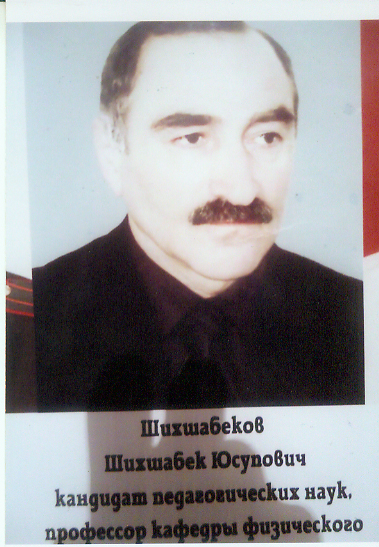 Шихшабеков
Шихшабек Юсупович
кандидат педагогических наук,
профессор кафедры физического